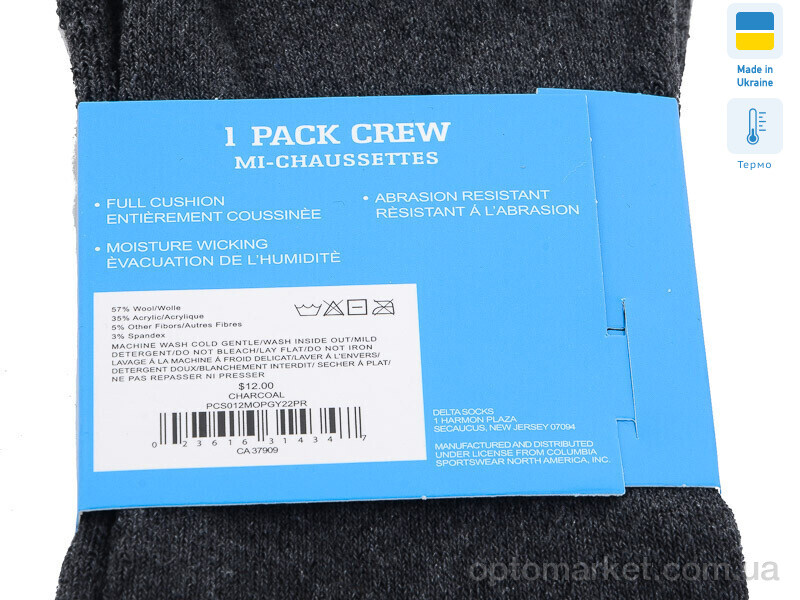 1 PACK CREW
MI-CHAUSSETTES
• FULL CUSHION
ENTIÈREMENT COUSSINÉE
• ABRASION RESISTANT
RÉSISTANT Á L'ABRASION
• MOISTURE WICKING
ÉVACUATION DE L'HUMIDITÉ
57% Wool/Wolle
35% Acrylic/Acrylique
5% Other Fibors/Autres Fibres
3% Spandex
MACHINE WASH COLD GENTLE/WASH INSIDE OUT/MILD
DETERGENT/DO NOT BLEACH/LAY FLAT/DO NOT IRON
LAVAGE Á LA MACHINE Á FROID DELICAT/LAVER Á L'ENVERS/
DETERGENT DOUX/BLANCHEMENT INTERDIT/ SECHER Á PLAT/
NE PAS REPASSER NI PRESSER
$12.00
CHARCOAL
PCS012MOPGY22PR
0 23616 31434 7
CA 37909
DELTA SOCKS
1 HARMON PLAZA
SECAUCUS, NEW JERSEY 07094
MANUFACTURED AND DISTRIBUTED
UNDER LICENSE FROM COLUMBIA
SPORTSWEAR NORTH AMERICA, INC.
Made in
Ukraine
Термо
optomarket.com.ua